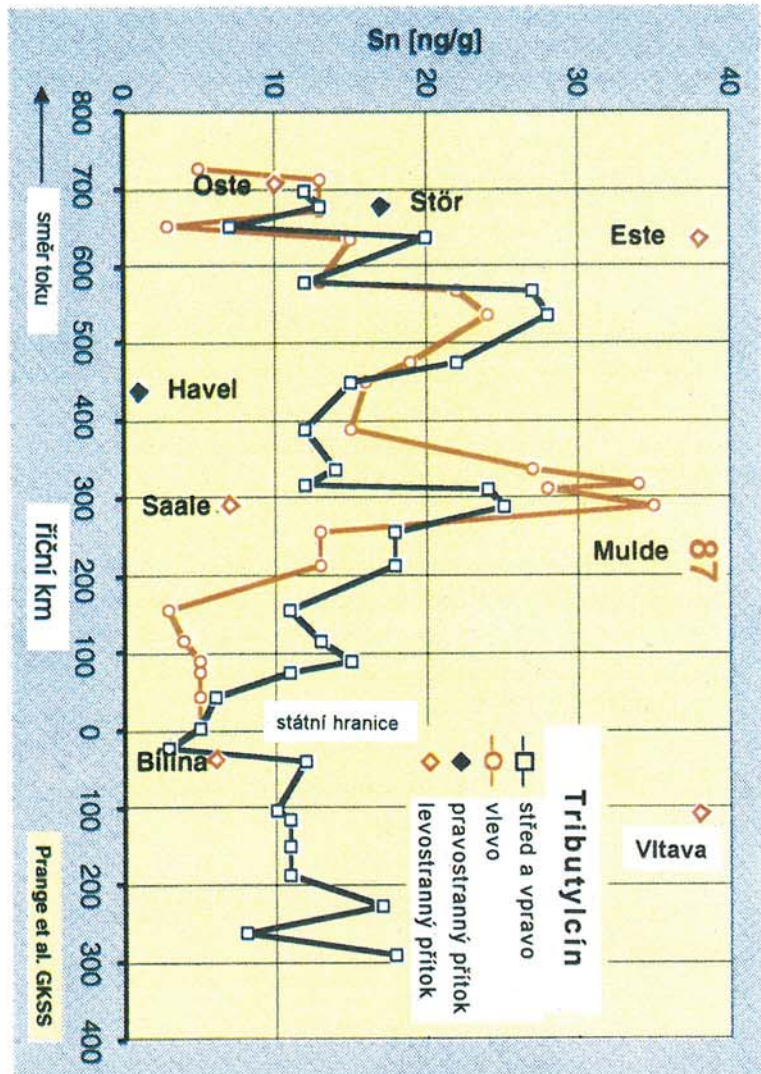 Sn [ng/g]
0
10
20
30
40
800
700
600
500
400
300
200
100
0
100
200
300
400
směr toku
říční km
Oste
Stör
Este
Havel
Saale
Mulde
87
státní hranice
Bílina
Vltava
Tributylcín
střed a vpravo
vlevo
pravostranný přítok
levostranný přítok
Prange et al. GKSS